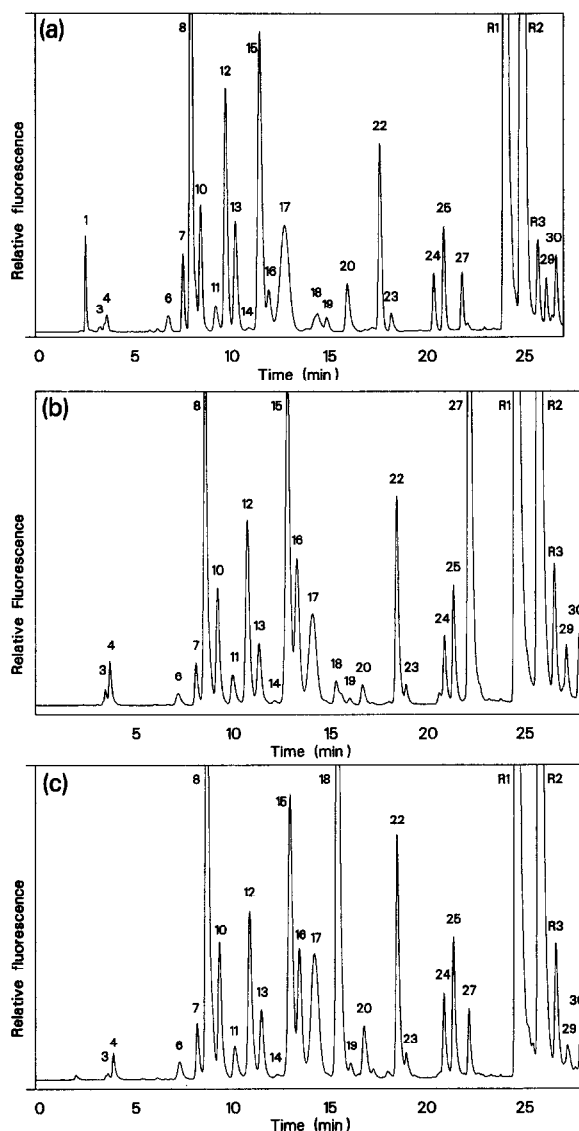 (a)
Relative fluorescence
1 3 4 6 7 8 10 11 12 13 14 15 16 17 18 19 20 22 23 24 26 27 R1 R2 R3 29 30
0 5 10 15 20 25
Time (min)
(b)
Relative Fluorescence
3 4 6 7 8 10 11 12 13 14 15 16 17 18 19 20 22 23 24 25 27 R1 R2 R3 29 30
0 5 10 15 20 25
Time (min)
(c)
Relative fluorescence
3 4 6 7 8 10 11 12 13 14 15 16 17 18 19 20 22 23 24 25 27 R1 R2 R3 29 30
0 5 10 15 20 25
Time (min)